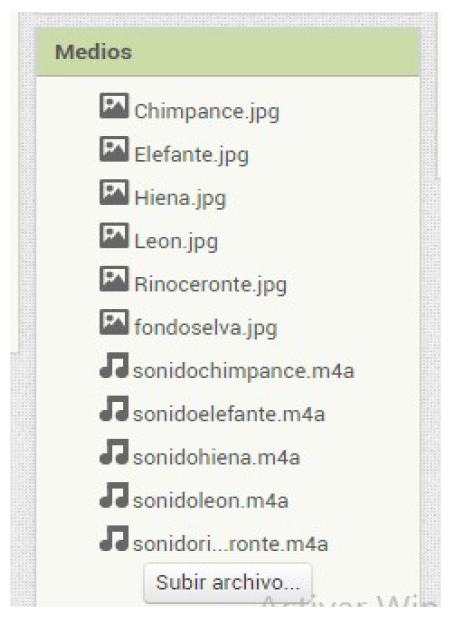 Medios
Chimpance.jpg
Elefante.jpg
Hiena.jpg
Leon.jpg
Rinoceronte.jpg
fondoselva.jpg
sonidochimpance.m4a
sonidoelefante.m4a
sonidohiena.m4a
sonidoleon.m4a
sonidori...ronte.m4a
Subir archivo...
Activar Win